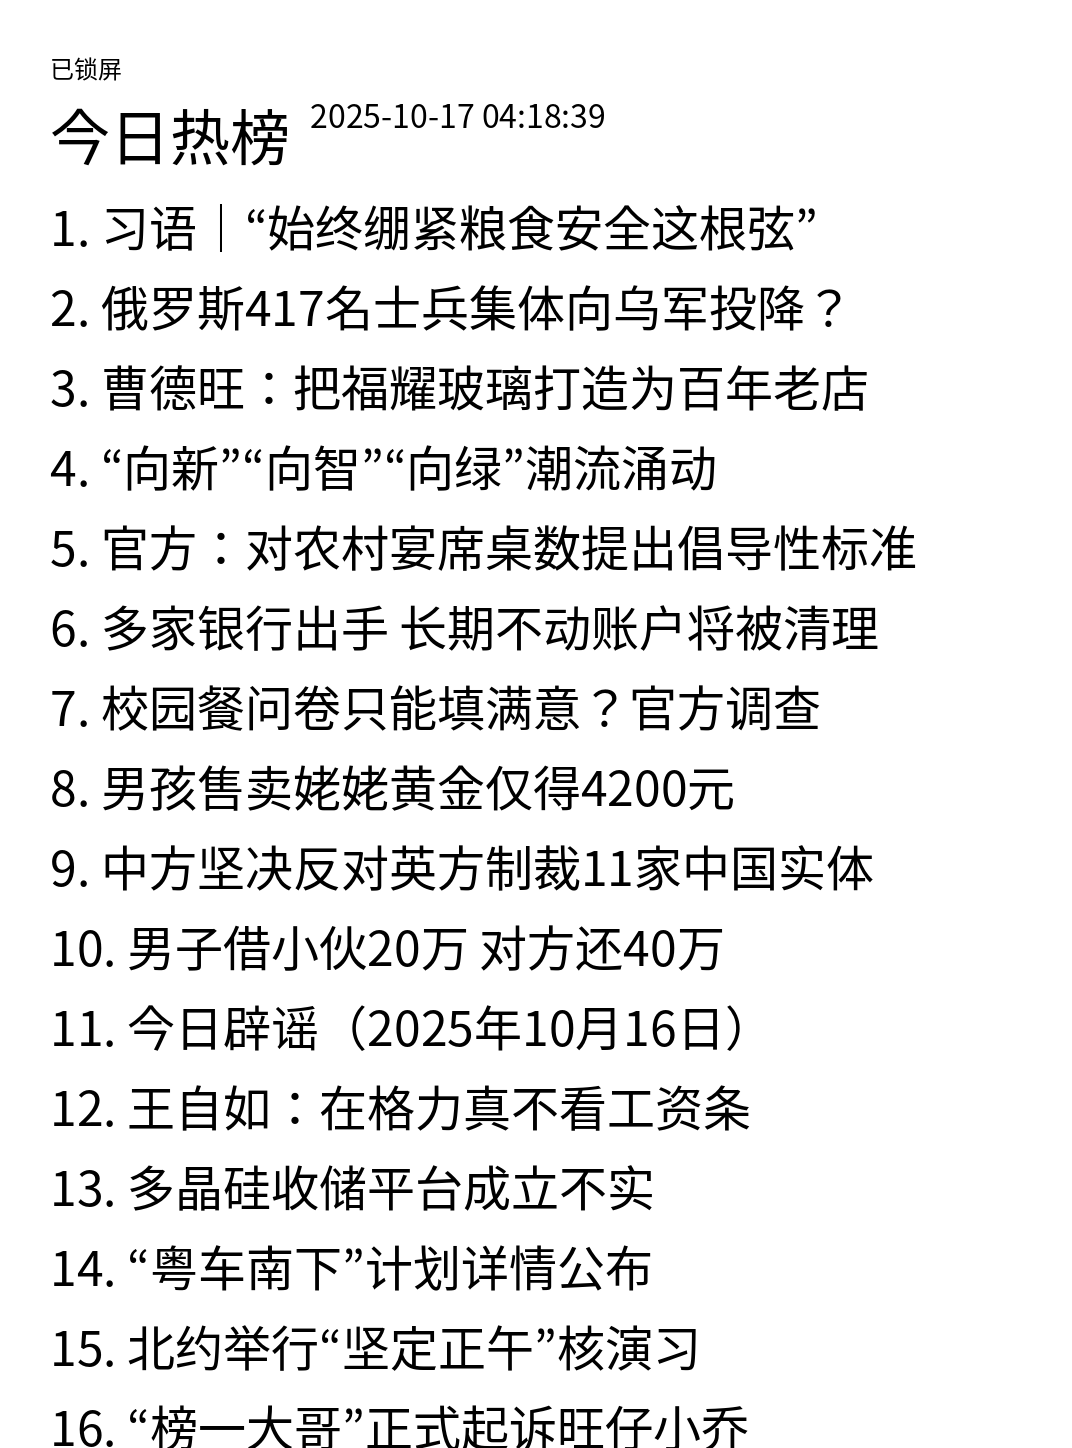 已锁屏
今日热榜 2025-10-17 04:18:39
1. 习语｜“始终绷紧粮食安全这根弦”
2. 俄罗斯417名士兵集体向乌军投降？
3. 曹德旺：把福耀玻璃打造为百年老店
4. “向新”“向智”“向绿”潮流涌动
5. 官方：对农村宴席桌数提出倡导性标准
6. 多家银行出手 长期不动账户将被清理
7. 校园餐问卷只能填满意？官方调查
8. 男孩售卖姥姥黄金仅得4200元
9. 中方坚决反对英方制裁11家中国实体
10. 男子借小伙20万 对方还40万
11. 今日辟谣（2025年10月16日）
12. 王自如：在格力真不看工资条
13. 多晶硅收储平台成立不实
14. “粤车南下”计划详情公布
15. 北约举行“坚定正午”核演习
16. “榜一大哥”正式起诉旺仔小乔